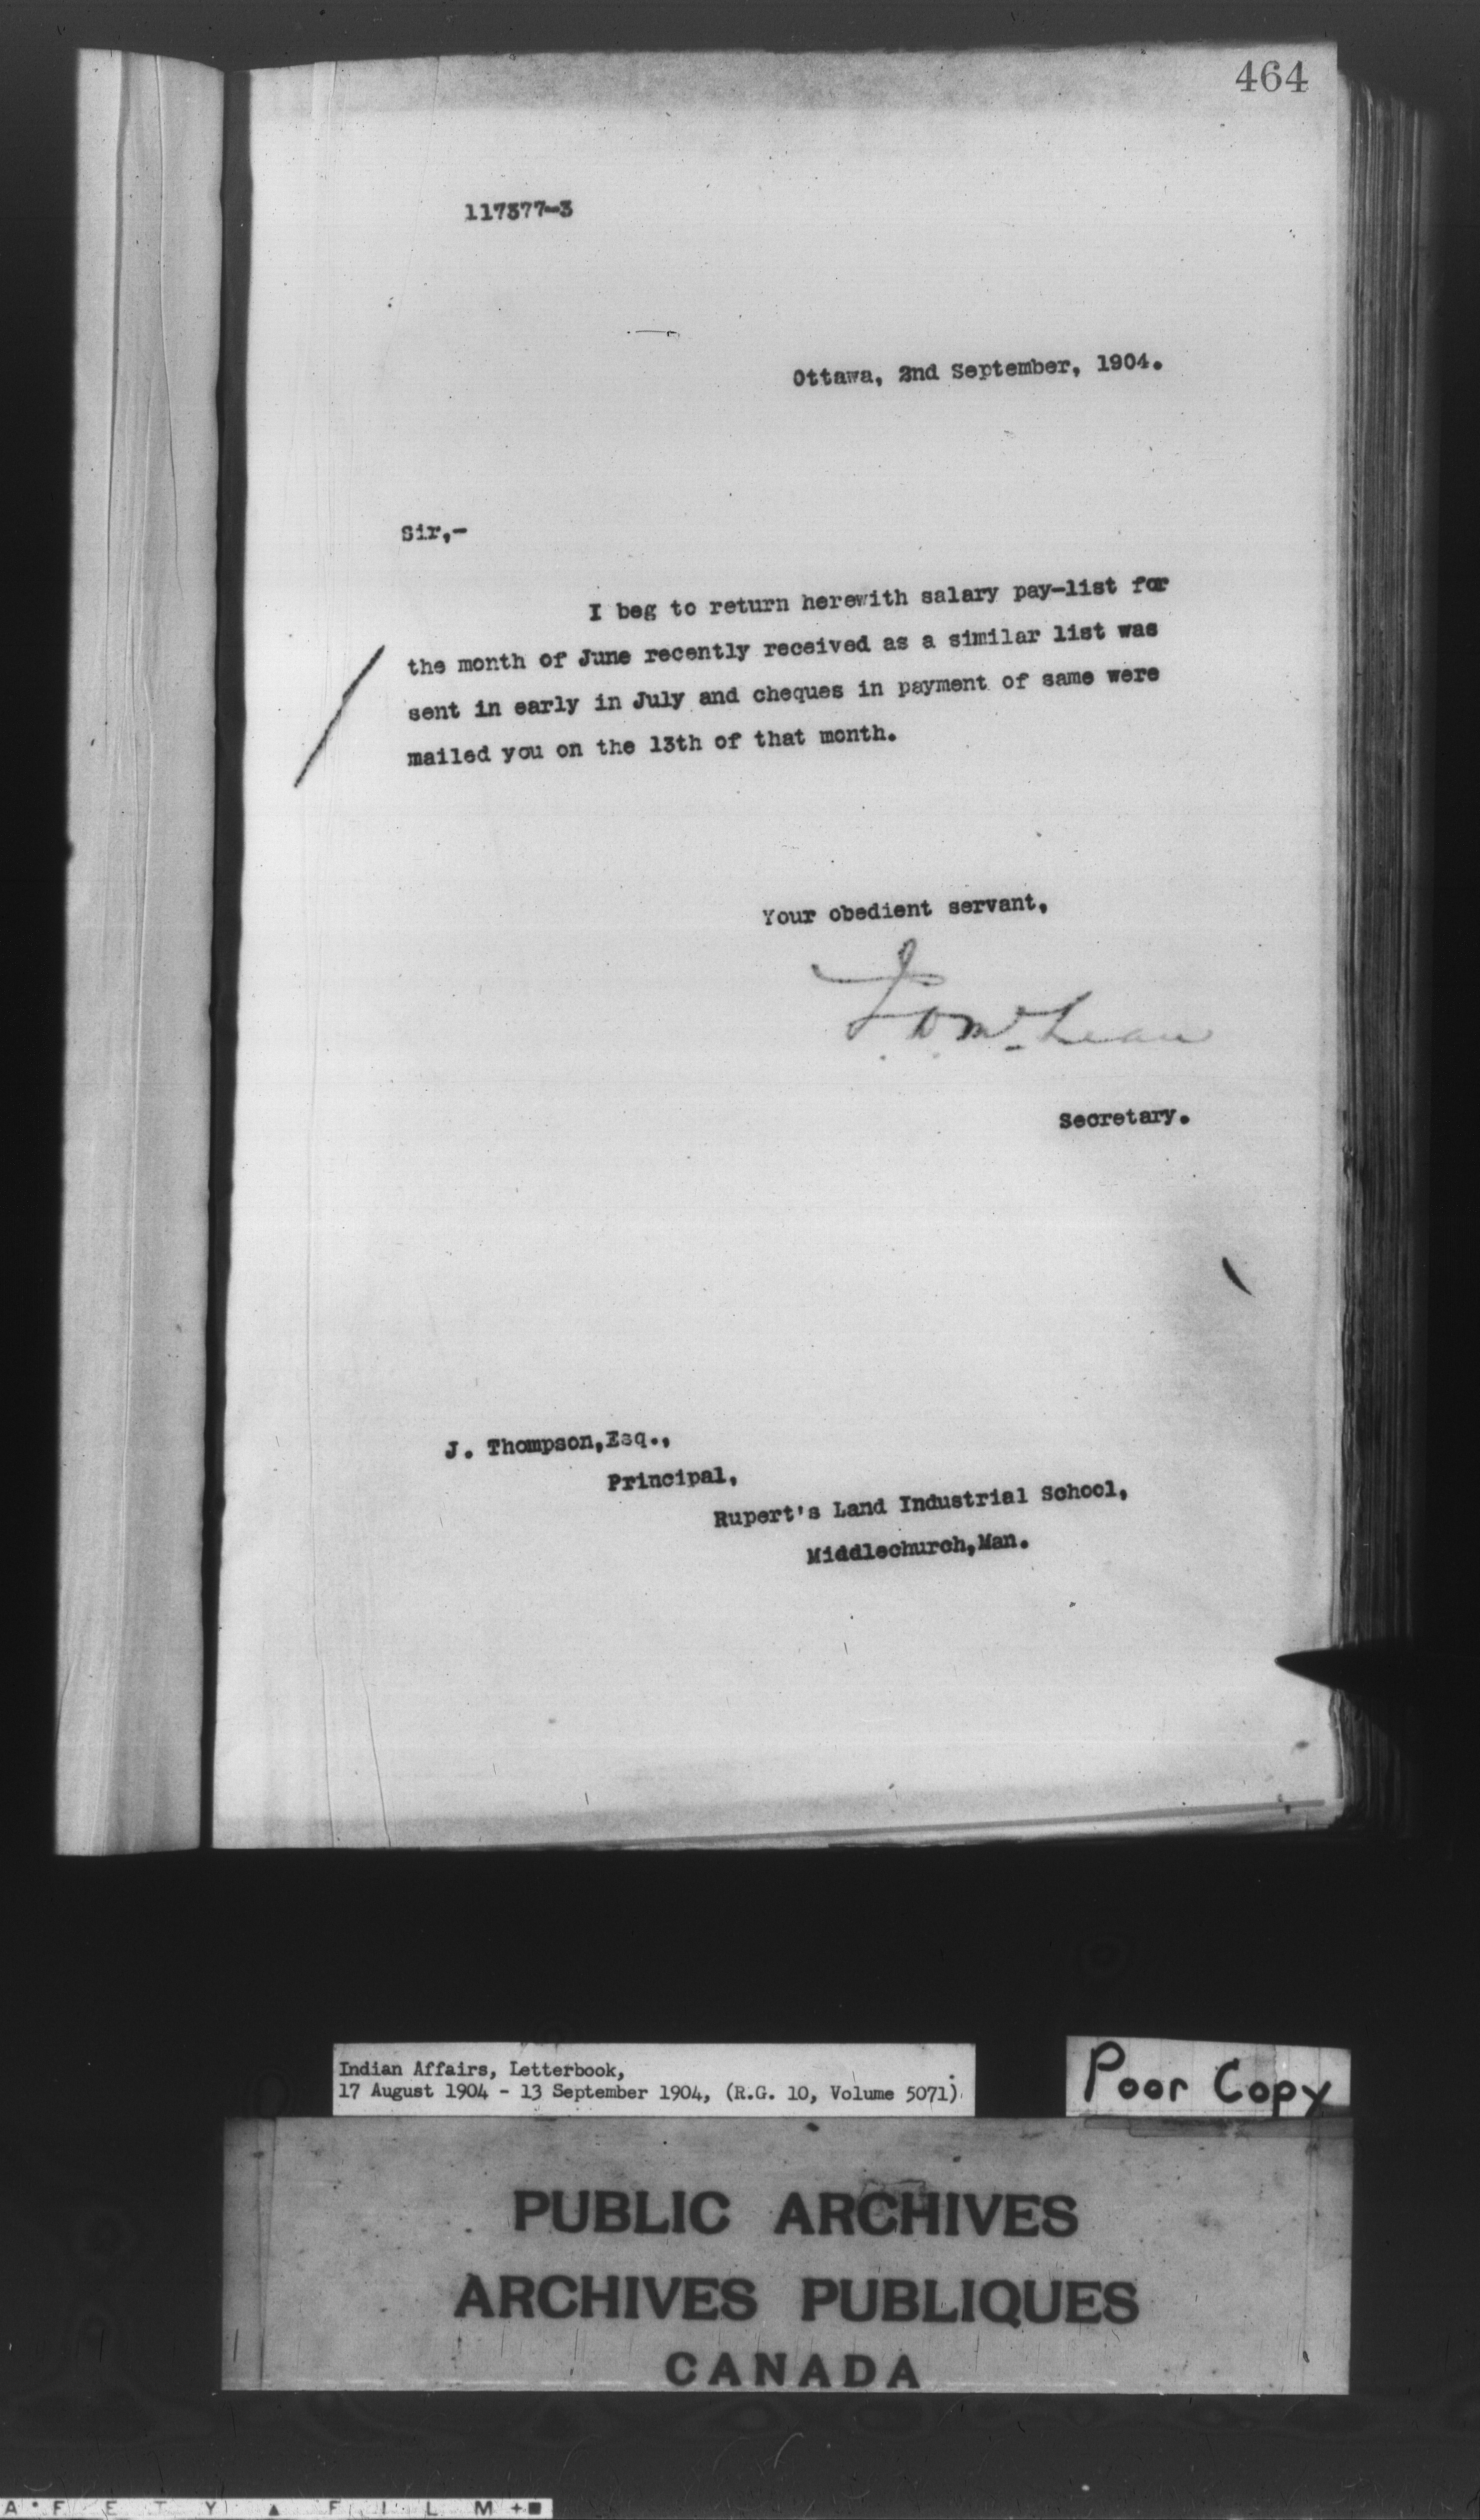 464
117377-3
Ottawa, 2nd September, 1904.
Sir,-
I beg to return herewith salary pay-list for
the month of June recently received as a similar list was
sent in early in July and cheques in payment of same were
mailed you on the 13th of that month.
Your obedient servant,
J. D. McLean
Secretary.
J. Thompson,Esq.,
Principal,
Rupert's Land Industrial School,
Middlechurch,Man.
Indian Affairs, Letterbook,
17 August 1904 - 13 September 1904, (R.G. 10, Volume 5071)
Poor Copy
PUBLIC ARCHIVES
ARCHIVES PUBLIQUES
CANADA
A F E T Y ▲ F I L M +■